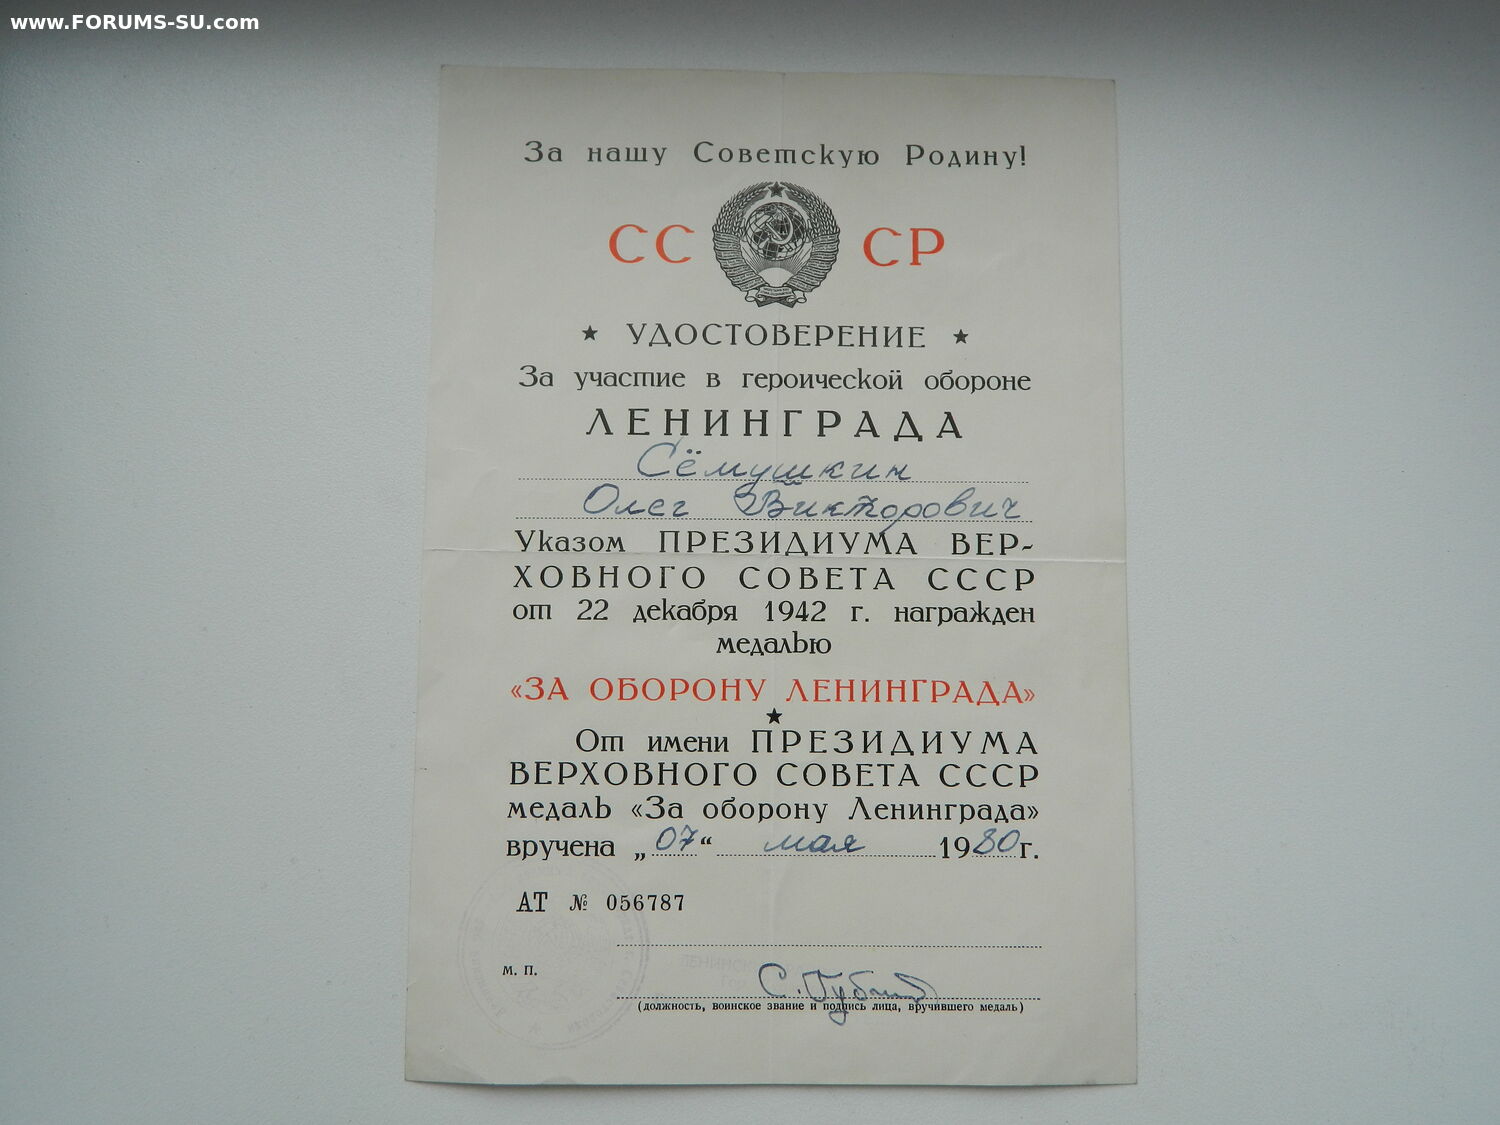 www.FORUMS-SU.com
За нашу Советскую Родину!
СС СР
★ УДОСТОВЕРЕНИЕ ★
За участие в героической обороне
ЛЕНИНГРАДА
Сёмушкин
Олег Викторович
Указом ПРЕЗИДИУМА ВЕР-
ХОВНОГО СОВЕТА СССР
от 22 декабря 1942 г. награжден
медалью
«ЗА ОБОРОНУ ЛЕНИНГРАДА»
★
От имени ПРЕЗИДИУМА
ВЕРХОВНОГО СОВЕТА СССР
медаль «За оборону Ленинграда»
вручена „07“ мая 1980 г.
АТ № 056787
м. п.
(должность, воинское звание и подпись лица, вручившего медаль)